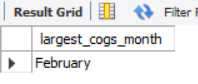 Result Grid Filter R
largest_cogs_month
February